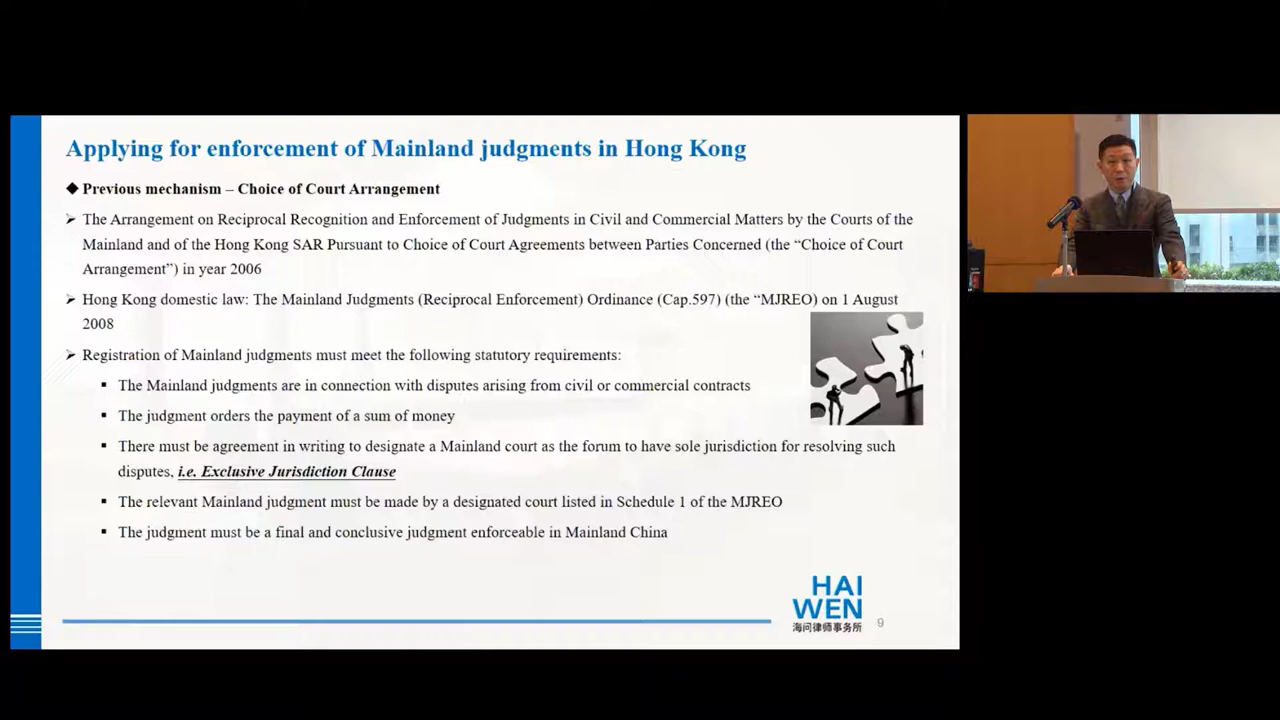 Applying for enforcement of Mainland judgments in Hong Kong
◆ Previous mechanism – Choice of Court Arrangement
➢ The Arrangement on Reciprocal Recognition and Enforcement of Judgments in Civil and Commercial Matters by the Courts of the
Mainland and of the Hong Kong SAR Pursuant to Choice of Court Agreements between Parties Concerned (the “Choice of Court
Arrangement”) in year 2006
➢ Hong Kong domestic law: The Mainland Judgments (Reciprocal Enforcement) Ordinance (Cap.597) (the “MJREO) on 1 August
2008
➢ Registration of Mainland judgments must meet the following statutory requirements:
▪ The Mainland judgments are in connection with disputes arising from civil or commercial contracts
▪ The judgment orders the payment of a sum of money
▪ There must be agreement in writing to designate a Mainland court as the forum to have sole jurisdiction for resolving such
disputes, i.e. Exclusive Jurisdiction Clause
▪ The relevant Mainland judgment must be made by a designated court listed in Schedule 1 of the MJREO
▪ The judgment must be a final and conclusive judgment enforceable in Mainland China
HAI
WEN
海问律师事务所
9